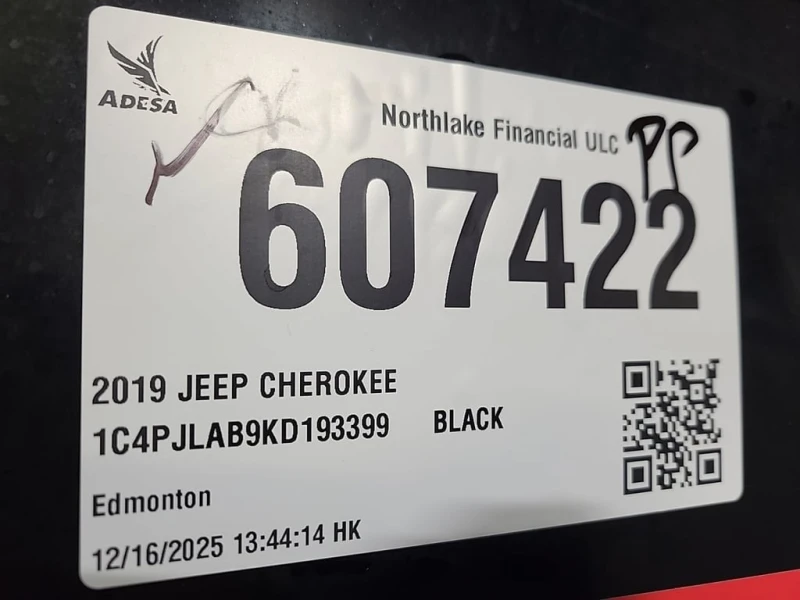 ADESA
Northlake Financial ULC
PP
607422
2019 JEEP CHEROKEE
1C4PJLAB9KD193399 BLACK
Edmonton
12/16/2025 13:44:14 HK